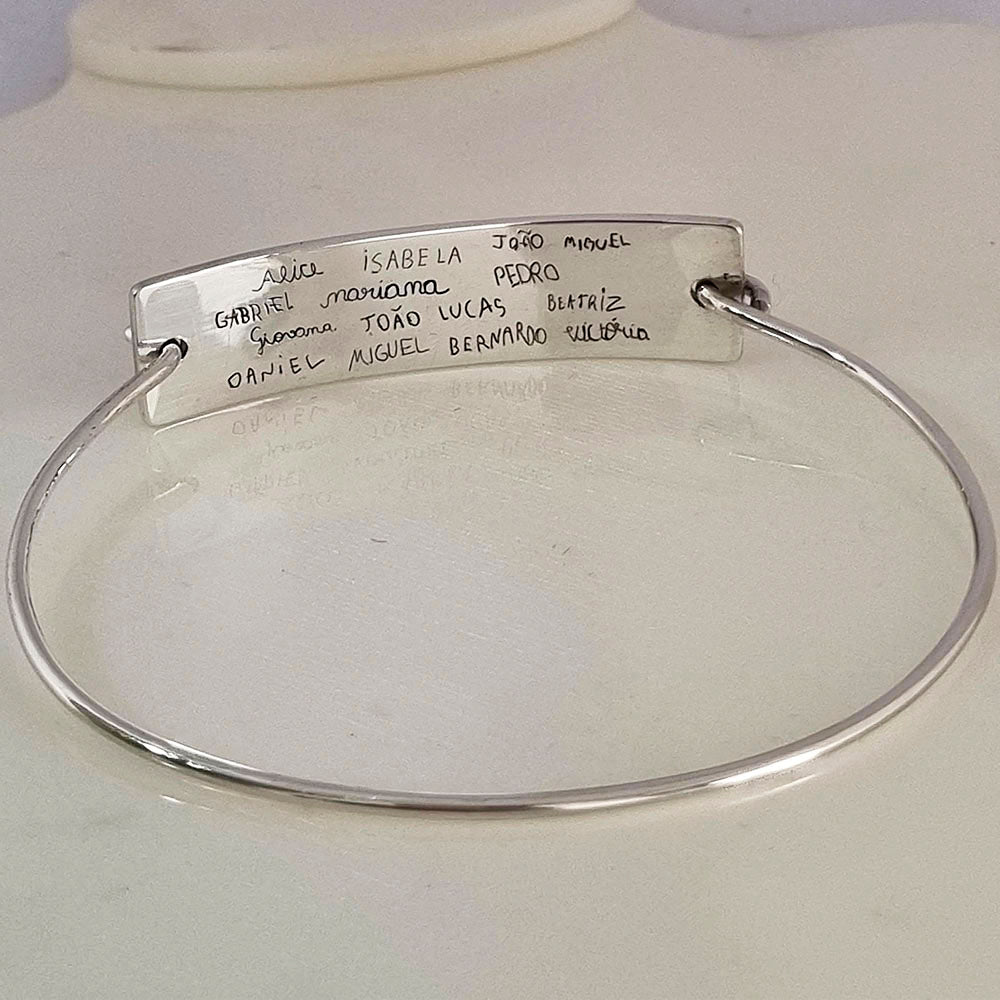 Alice ISABELA JOÃO MIGUEL
GABRIEL mariana PEDRO
Giovana JOÃO LUCAS BEATRIZ
DANIEL MIGUEL BERNARDO victória